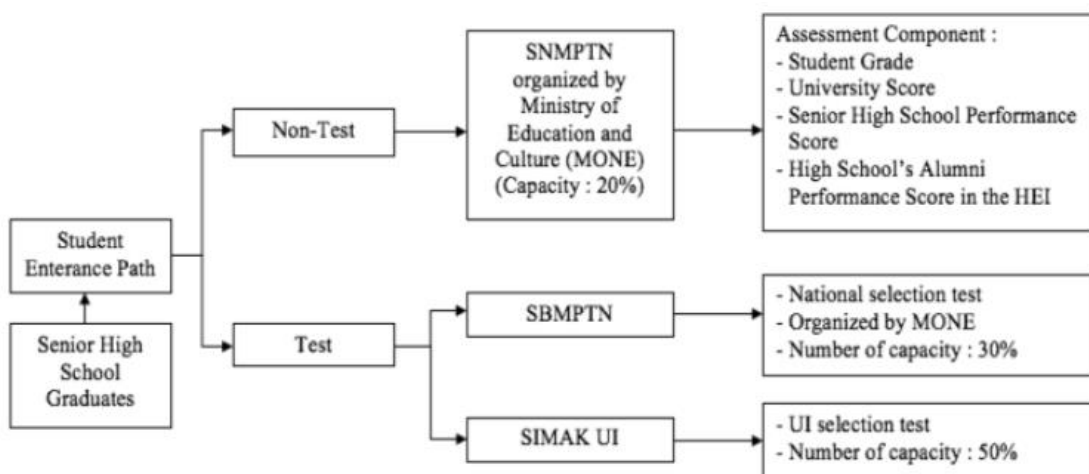 SNMPTN
organized by
Ministry of
Education and
Culture (MONE)
(Capacity : 20%)
Assessment Component :
- Student Grade
- University Score
- Senior High School Performance
Score
- High School's Alumni
Performance Score in the HEI
Non-Test
Student
Enterance Path
Senior High
School
Graduates
Test
SBMPTN
- National selection test
- Organized by MONE
- Number of capacity : 30%
SIMAK UI
- UI selection test
- Number of capacity : 50%